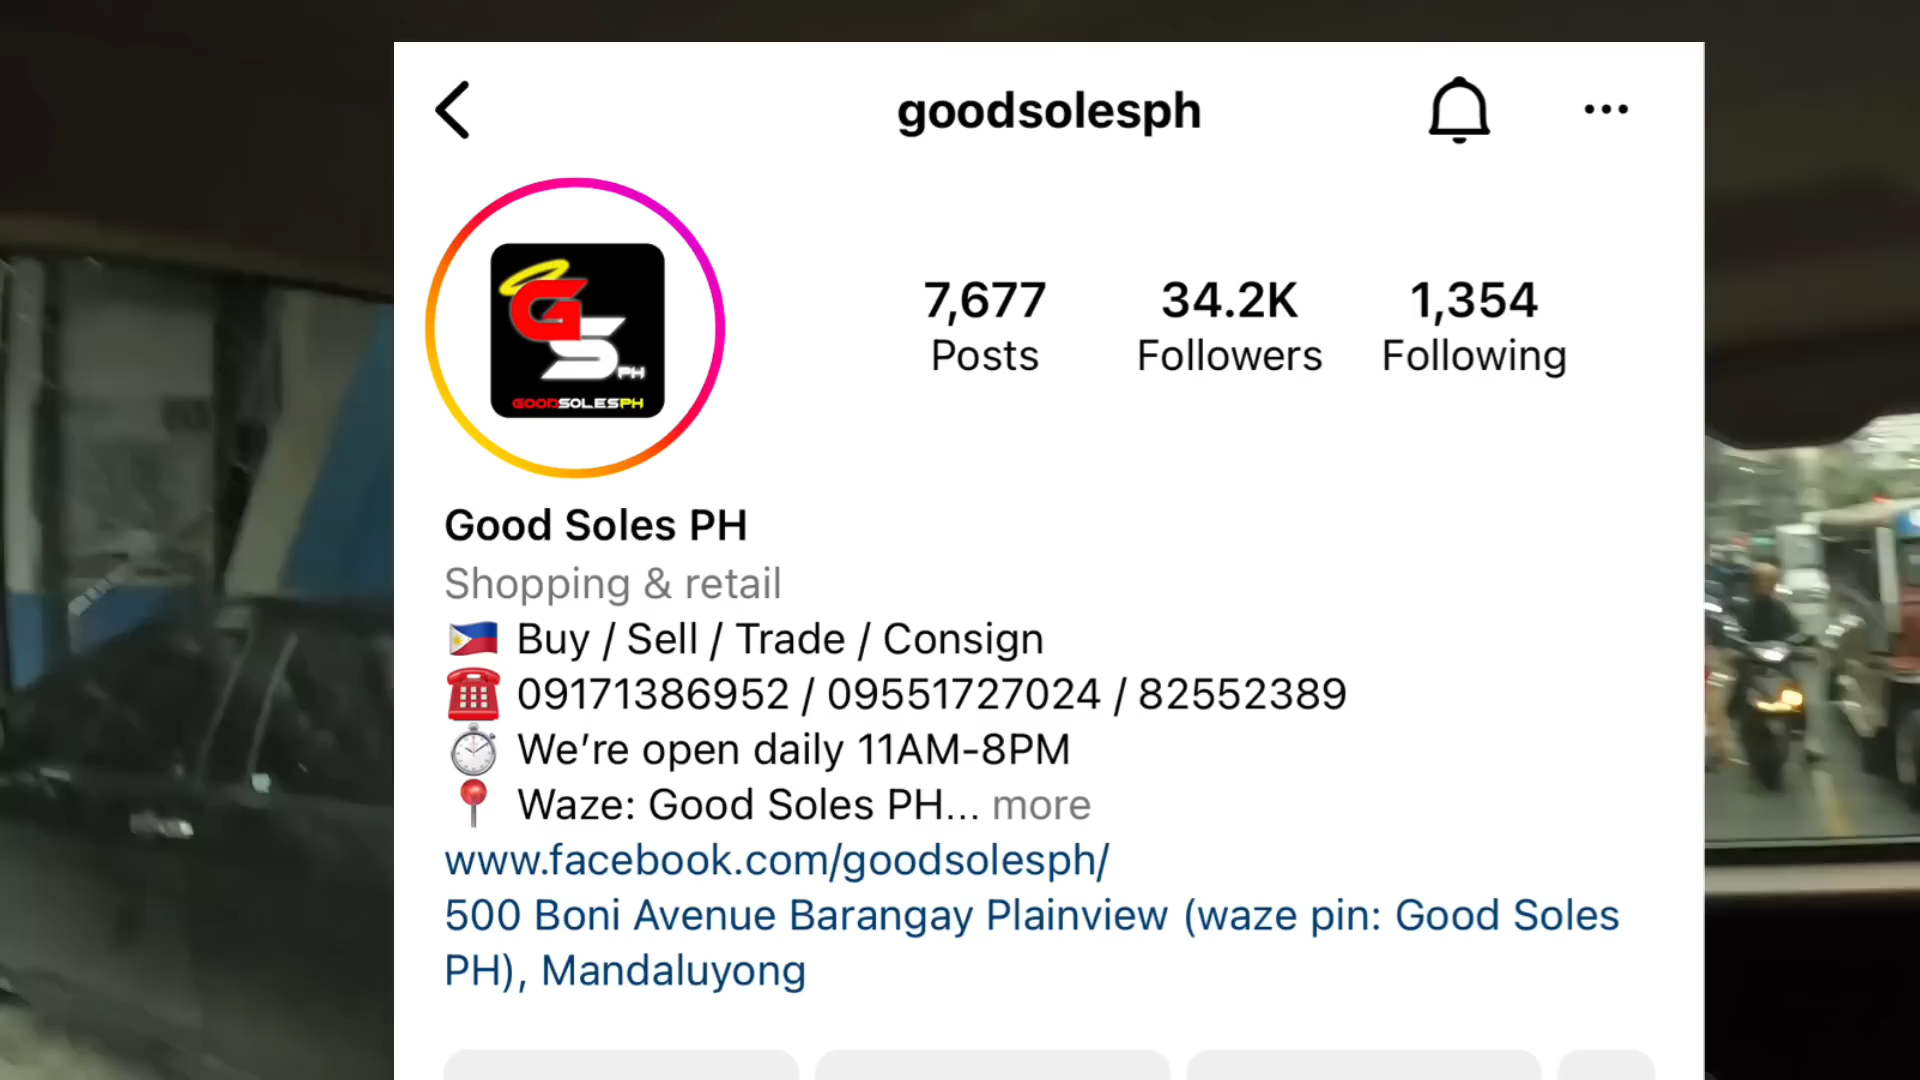 goodsolesph
GS PH
GOODSOLESPH
7,677 34.2K 1,354
Posts Followers Following
Good Soles PH
Shopping & retail
🇵🇭 Buy / Sell / Trade / Consign
☎️ 09171386952 / 09551727024 / 82552389
⏱️ We're open daily 11AM-8PM
📍 Waze: Good Soles PH... more
www.facebook.com/goodsolesph/
500 Boni Avenue Barangay Plainview (waze pin: Good Soles
PH), Mandaluyong